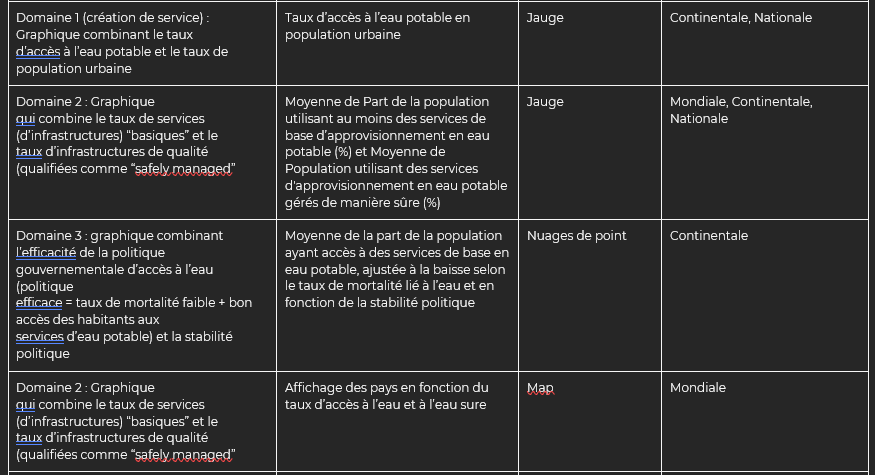 Domaine 1 (création de service) :
Graphique combinant le taux
d’accès à l’eau potable et le taux de
population urbaine
Taux d’accès à l’eau potable en
population urbaine
Jauge
Continentale, Nationale
Domaine 2 : Graphique
qui combine le taux de services
(d’infrastructures) “basiques” et le
taux d’infrastructures de qualité
(qualifiées comme “safely managed”
Moyenne de Part de la population
utilisant au moins des services de
base d’approvisionnement en eau
potable (%) et Moyenne de
Population utilisant des services
d’approvisionnement en eau potable
gérés de manière sûre (%)
Jauge
Mondiale, Continentale,
Nationale
Domaine 3 : graphique combinant
l’efficacité de la politique
gouvernementale d’accès à l’eau
(politique
efficace = taux de mortalité faible + bon
accès des habitants aux
services d’eau potable) et la stabilité
politique
Moyenne de la part de la population
ayant accès à des services de base en
eau potable, ajustée à la baisse selon
le taux de mortalité lié à l’eau et en
fonction de la stabilité politique
Nuages de point
Continentale
Domaine 2 : Graphique
qui combine le taux de services
(d’infrastructures) “basiques” et le
taux d’infrastructures de qualité
(qualifiées comme “safely managed”
Affichage des pays en fonction du
taux d’accès à l’eau et à l’eau sure
Map
Mondiale